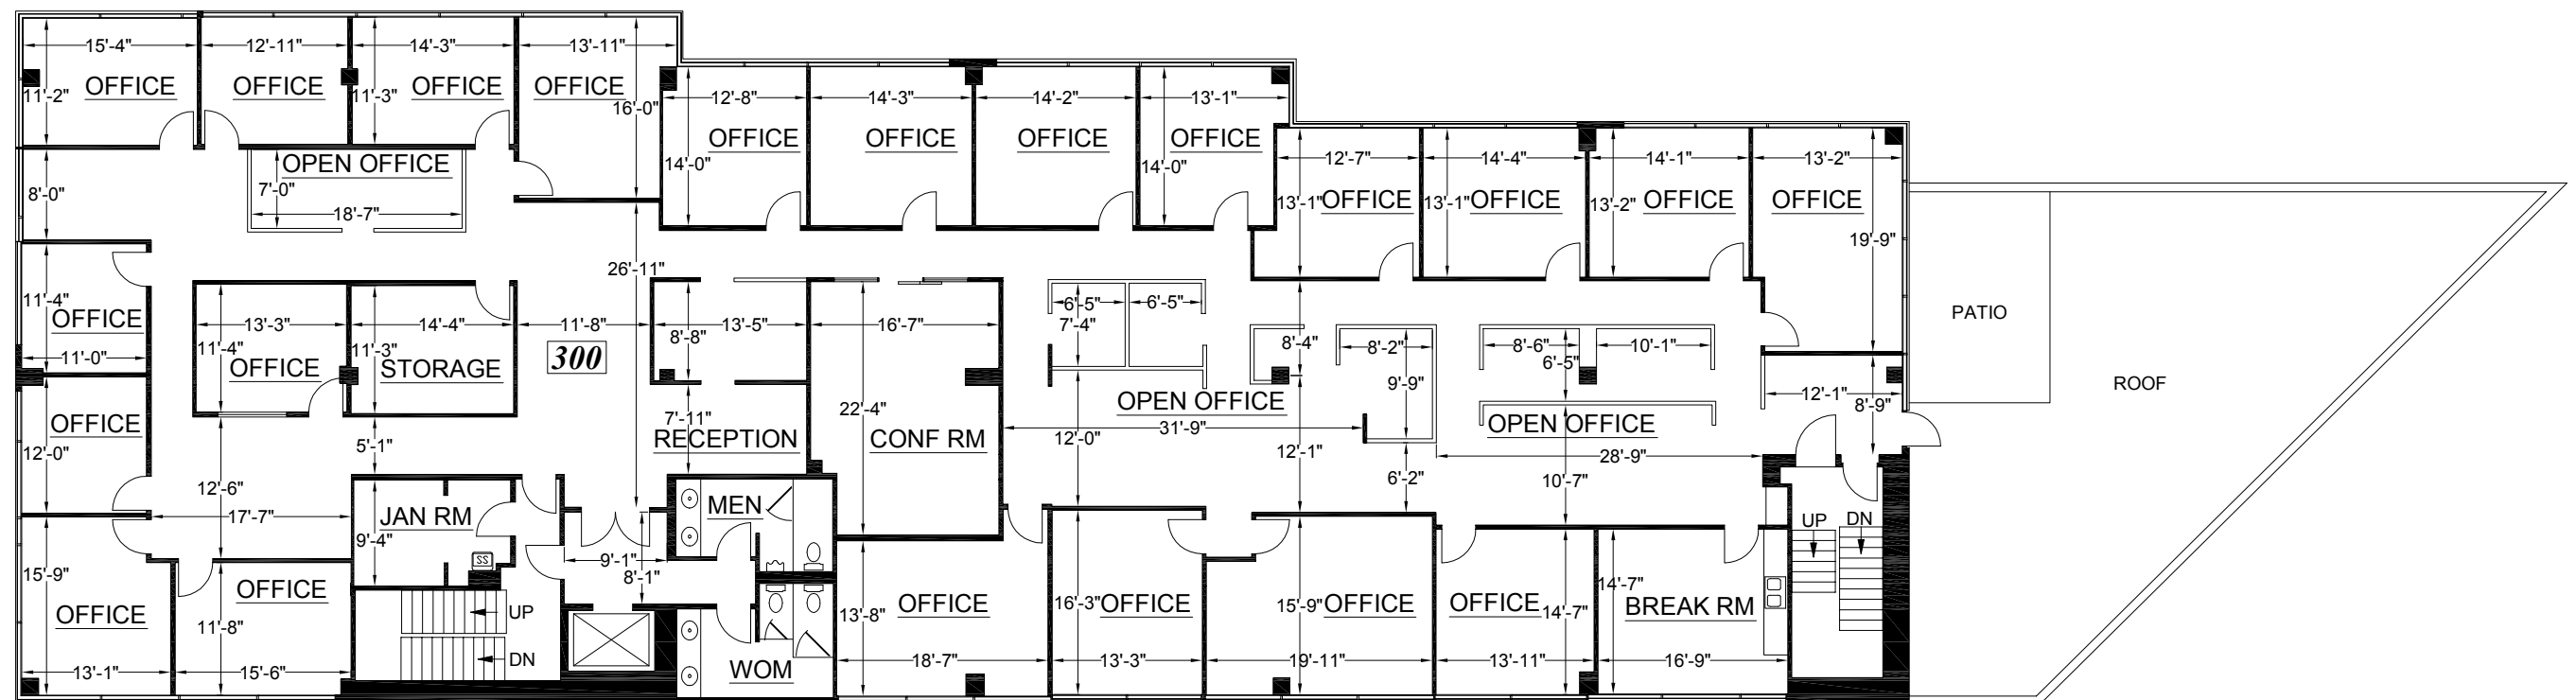 15'-4"
12'-11"
14'-3"
13'-11"
OFFICE
OFFICE
OFFICE
OFFICE
11'-2"
11'-3"
16'-0"
12'-8"
14'-3"
14'-2"
13'-1"
OFFICE
OFFICE
OFFICE
OFFICE
14'-0"
14'-0"
12'-7"
14'-4"
14'-1"
13'-2"
13'-1"
OFFICE
13'-1"
OFFICE
13'-2"
OFFICE
OFFICE
19'-9"
OPEN OFFICE
8'-0"
7'-0"
18'-7"
26'-11"
11'-4"
OFFICE
11'-0"
13'-3"
11'-4"
OFFICE
14'-4"
11'-3"
STORAGE
11'-8"
300
13'-5"
8'-8"
16'-7"
6'-5"
6'-5"
7'-4"
8'-4"
8'-2"
9'-9"
8'-6"
6'-5"
10'-1"
12'-1"
8'-9"
PATIO
ROOF
OFFICE
12'-0"
5'-1"
7'-11"
RECEPTION
22'-4"
CONF RM
OPEN OFFICE
31'-9"
12'-0"
12'-1"
6'-2"
OPEN OFFICE
28'-9"
10'-7"
12'-6"
17'-7"
JAN RM
9'-4"
SS
MEN
9'-1"
8'-1"
UP
DN
15'-9"
OFFICE
13'-1"
OFFICE
11'-8"
15'-6"
UP
DN
WOM
13'-8"
OFFICE
18'-7"
16'-3"
OFFICE
13'-3"
15'-9"
OFFICE
19'-11"
OFFICE
14'-7"
13'-11"
14'-7"
BREAK RM
16'-9"